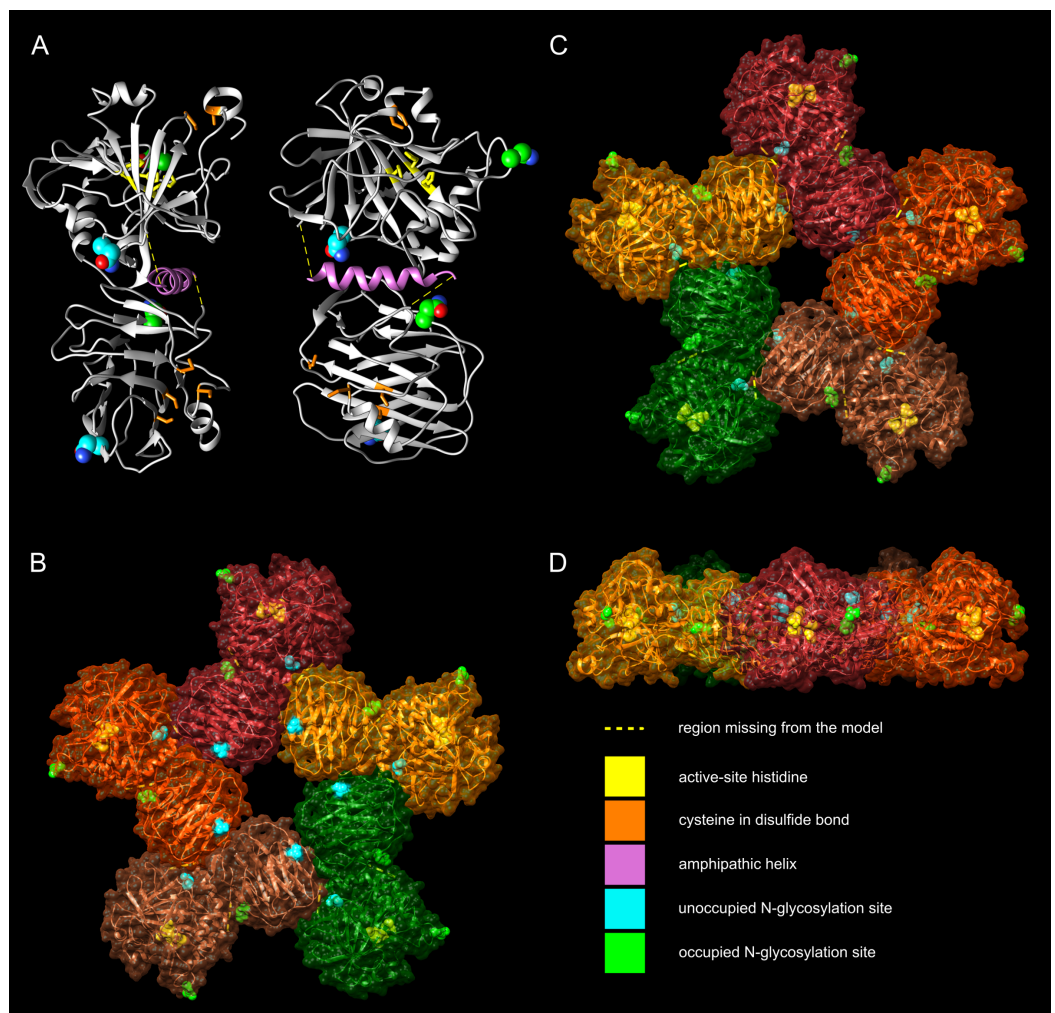 A
C
B
D
region missing from the model
active-site histidine
cysteine in disulfide bond
amphipathic helix
unoccupied N-glycosylation site
occupied N-glycosylation site